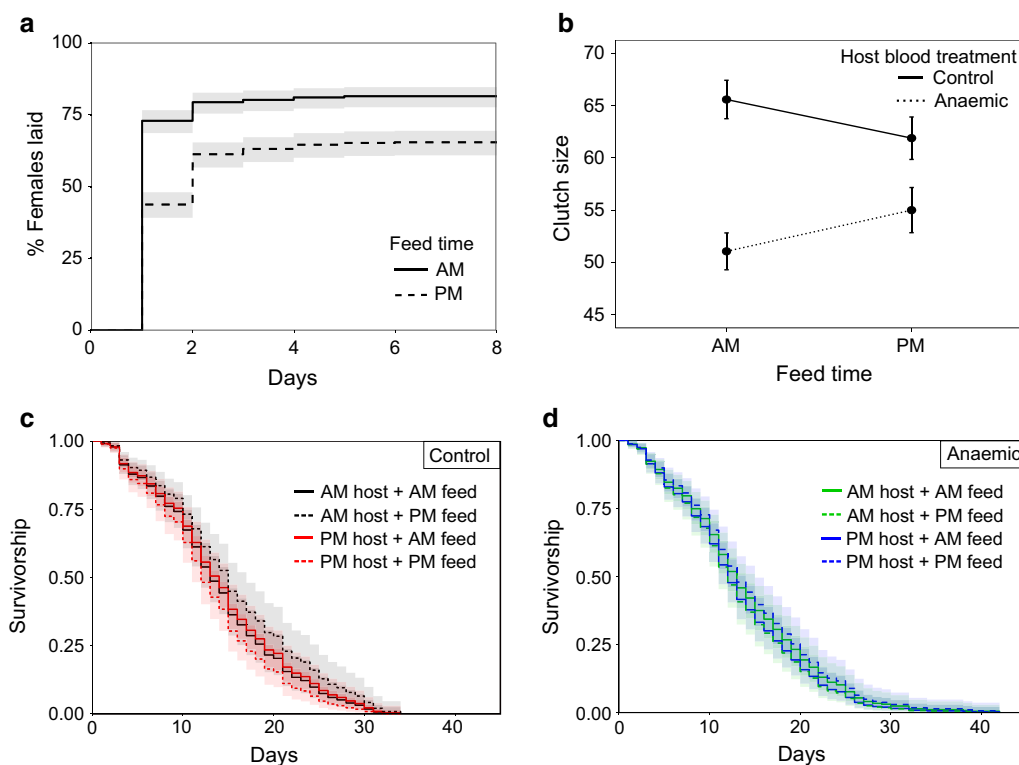 a
100
75
50
25
0
% Females laid
0 2 4 6 8
Days
Feed time
AM
PM
b
70
65
60
55
50
45
Clutch size
AM PM
Feed time
Host blood treatment
Control
Anaemic
c
1.00
0.75
0.50
0.25
0.00
Survivorship
0 10 20 30 40
Days
Control
AM host + AM feed
AM host + PM feed
PM host + AM feed
PM host + PM feed
d
1.00
0.75
0.50
0.25
0.00
Survivorship
0 10 20 30 40
Days
Anaemic
AM host + AM feed
AM host + PM feed
PM host + AM feed
PM host + PM feed